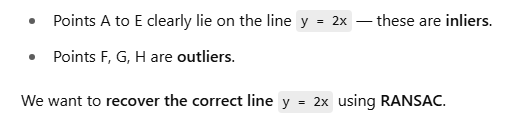 • Points A to E clearly lie on the line y = 2x — these are inliers.
• Points F, G, H are outliers.
We want to recover the correct line y = 2x using RANSAC.